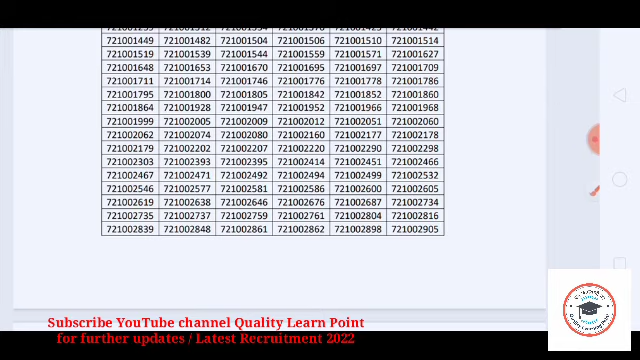 721001449 721001482 721001504 721001506 721001510 721001514
721001519 721001539 721001544 721001559 721001571 721001627
721001648 721001653 721001670 721001695 721001697 721001709
721001711 721001714 721001746 721001776 721001778 721001786
721001795 721001800 721001805 721001842 721001852 721001860
721001864 721001928 721001947 721001952 721001966 721001968
721001999 721002005 721002009 721002012 721002051 721002060
721002062 721002074 721002080 721002160 721002177 721002178
721002179 721002202 721002207 721002220 721002290 721002298
721002303 721002393 721002395 721002414 721002451 721002466
721002467 721002471 721002492 721002494 721002499 721002532
721002546 721002577 721002581 721002586 721002600 721002605
721002619 721002638 721002646 721002676 721002687 721002734
721002735 721002737 721002759 721002761 721002804 721002816
721002839 721002848 721002861 721002862 721002898 721002905
Subscribe YouTube channel Quality Learn Point
for further updates / Latest Recruitment 2022